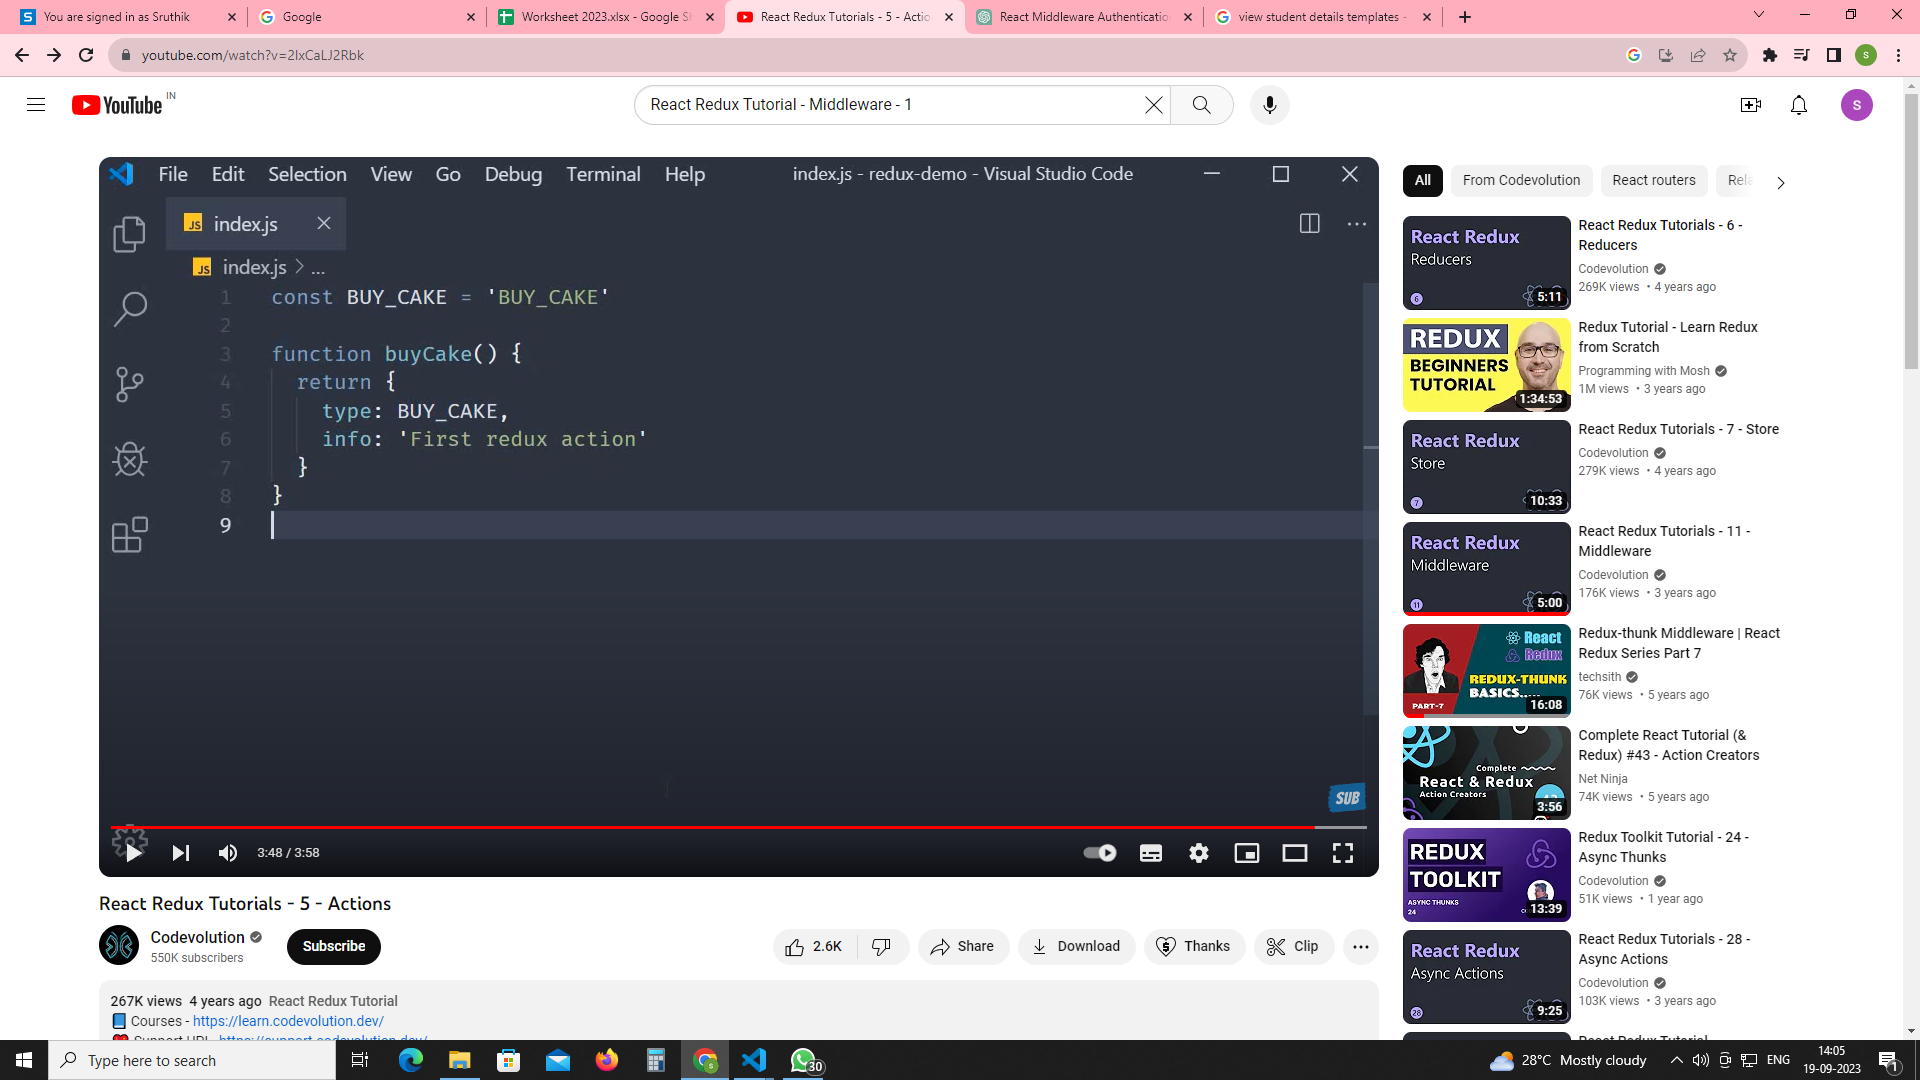 You are signed in as Sruthik
Google
Worksheet 2023.xlsx - Google Sh
React Redux Tutorials - 5 - Actio
React Middleware Authenticatio
view student details templates -
youtube.com/watch?v=2lxCaLJ2Rbk
S
YouTube IN
React Redux Tutorial - Middleware - 1
S
File Edit Selection View Go Debug Terminal Help
index.js - redux-demo - Visual Studio Code
JS index.js
JS index.js > ...
1 const BUY_CAKE = 'BUY_CAKE'
2
3 function buyCake() {
4 return {
5 type: BUY_CAKE,
6 info: 'First redux action'
7 }
8 }
9
SUB
3:48 / 3:58
React Redux Tutorials - 5 - Actions
Codevolution
550K subscribers
Subscribe
2.6K
Share
Download
Thanks
Clip
267K views 4 years ago React Redux Tutorial
Courses - https://learn.codevolution.dev/
Support URL https://support.codevolution.dev/
All
From Codevolution
React routers
Rela
React Redux
Reducers
6
5:11
React Redux Tutorials - 6 -
Reducers
Codevolution
269K views • 4 years ago
REDUX
BEGINNERS
TUTORIAL
1:34:53
Redux Tutorial - Learn Redux
from Scratch
Programming with Mosh
1M views • 3 years ago
React Redux
Store
7
10:33
React Redux Tutorials - 7 - Store
Codevolution
279K views • 4 years ago
React Redux
Middleware
11
5:00
React Redux Tutorials - 11 -
Middleware
Codevolution
176K views • 3 years ago
React
Redux
REDUX-THUNK
BASICS.....
PART-7
16:08
Redux-thunk Middleware | React
Redux Series Part 7
techsith
76K views • 5 years ago
Complete
React & Redux
Action Creators
3:56
Complete React Tutorial (&
Redux) #43 - Action Creators
Net Ninja
74K views • 5 years ago
REDUX
TOOLKIT
ASYNC THUNKS
24
13:39
Redux Toolkit Tutorial - 24 -
Async Thunks
Codevolution
51K views • 1 year ago
React Redux
Async Actions
28
9:25
React Redux Tutorials - 28 -
Async Actions
Codevolution
103K views • 3 years ago
React Redux Tutorial
Type here to search
30
28°C Mostly cloudy
ENG
14:05
19-09-2023
1